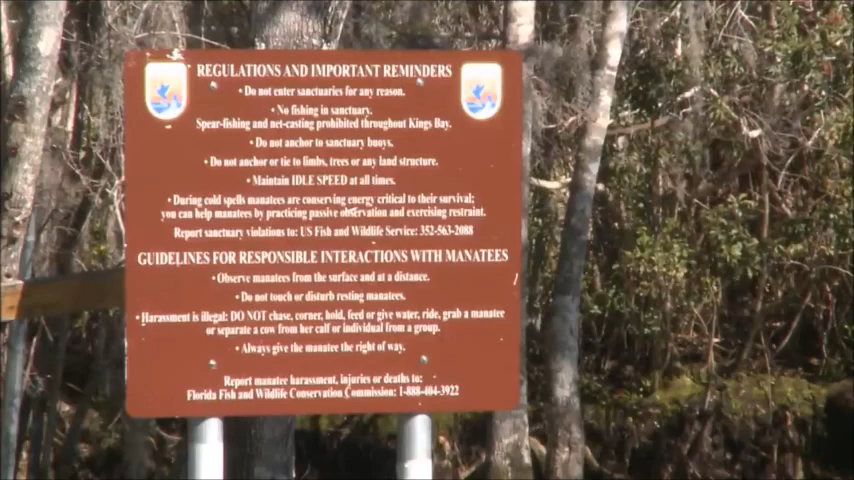 REGULATIONS AND IMPORTANT REMINDERS
• Do not enter sanctuaries for any reason.
• No fishing in sanctuary.
Spear-fishing and net-casting prohibited throughout Kings Bay.
• Do not anchor to sanctuary buoys.
• Do not anchor or tie to limbs, trees or any land structure.
• Maintain IDLE SPEED at all times.
• During cold spells manatees are conserving energy critical to their survival;
you can help manatees by practicing passive observation and exercising restraint.
Report sanctuary violations to: US Fish and Wildlife Service: 352-563-2088
GUIDELINES FOR RESPONSIBLE INTERACTIONS WITH MANATEES
• Observe manatees from the surface and at a distance.
• Do not touch or disturb resting manatees.
• Harassment is illegal: DO NOT chase, corner, hold, feed or give water, ride, grab a manatee
or separate a cow from her calf or individual from a group.
• Always give the manatee the right of way.
Report manatee harassment, injuries or deaths to:
Florida Fish and Wildlife Conservation Commission: 1-888-404-3922